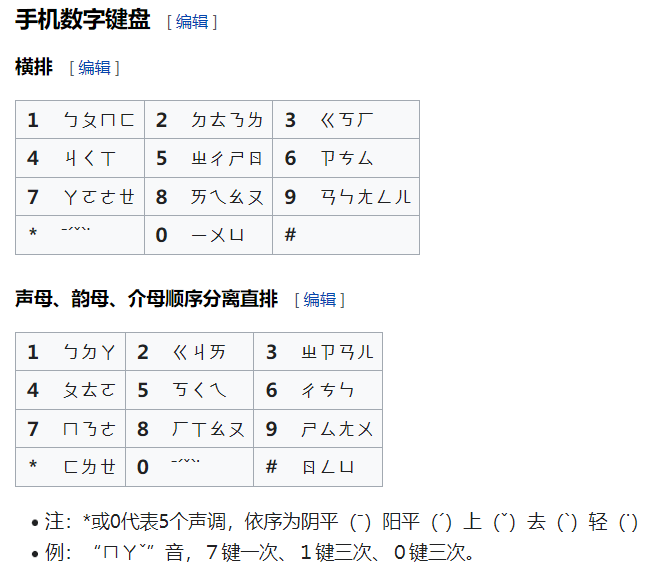 手机数字键盘 [ 编辑 ]
横排 [ 编辑 ]
1 ㄅㄆㄇㄈ 2 ㄉㄊㄋㄌ 3 ㄍㄎㄏ
4 ㄐㄑㄒ 5 ㄓㄔㄕㄖ 6 ㄗㄘㄙ
7 ㄚㄛㄜㄝ 8 ㄞㄟㄠㄡ 9 ㄢㄣㄤㄥㄦ
* ˉˊˇˋ˙ 0 ㄧㄨㄩ #
声母、韵母、介母顺序分离直排 [ 编辑 ]
1 ㄅㄉㄚ 2 ㄍㄐㄞ 3 ㄓㄗㄢㄦ
4 ㄆㄊㄛ 5 ㄎㄑㄟ 6 ㄔㄘㄣ
7 ㄇㄋㄜ 8 ㄏㄒㄠㄡ 9 ㄕㄙㄤㄨ
* ㄈㄌㄝ 0 ˉˊˇˋ˙ # ㄖㄥㄩ
• 注：*或0代表5个声调，依序为阴平（ˉ）阳平（ˊ）上（ˇ）去（ˋ）轻（˙）
• 例：“ㄇㄚˇ”音，７键一次、１键三次、０键三次。